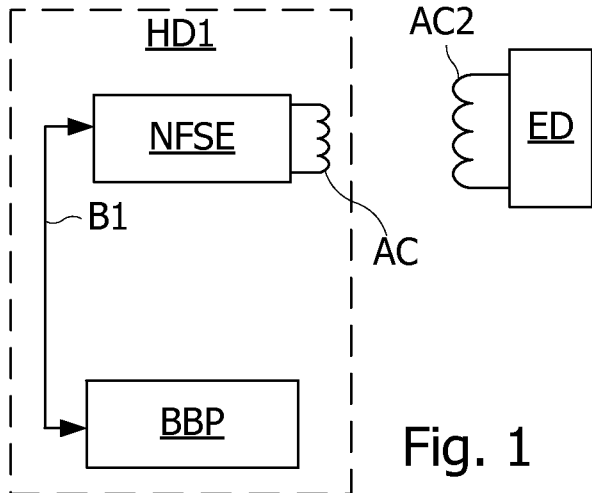 HD1
AC2
NFSE
ED
B1
AC
BBP
Fig. 1